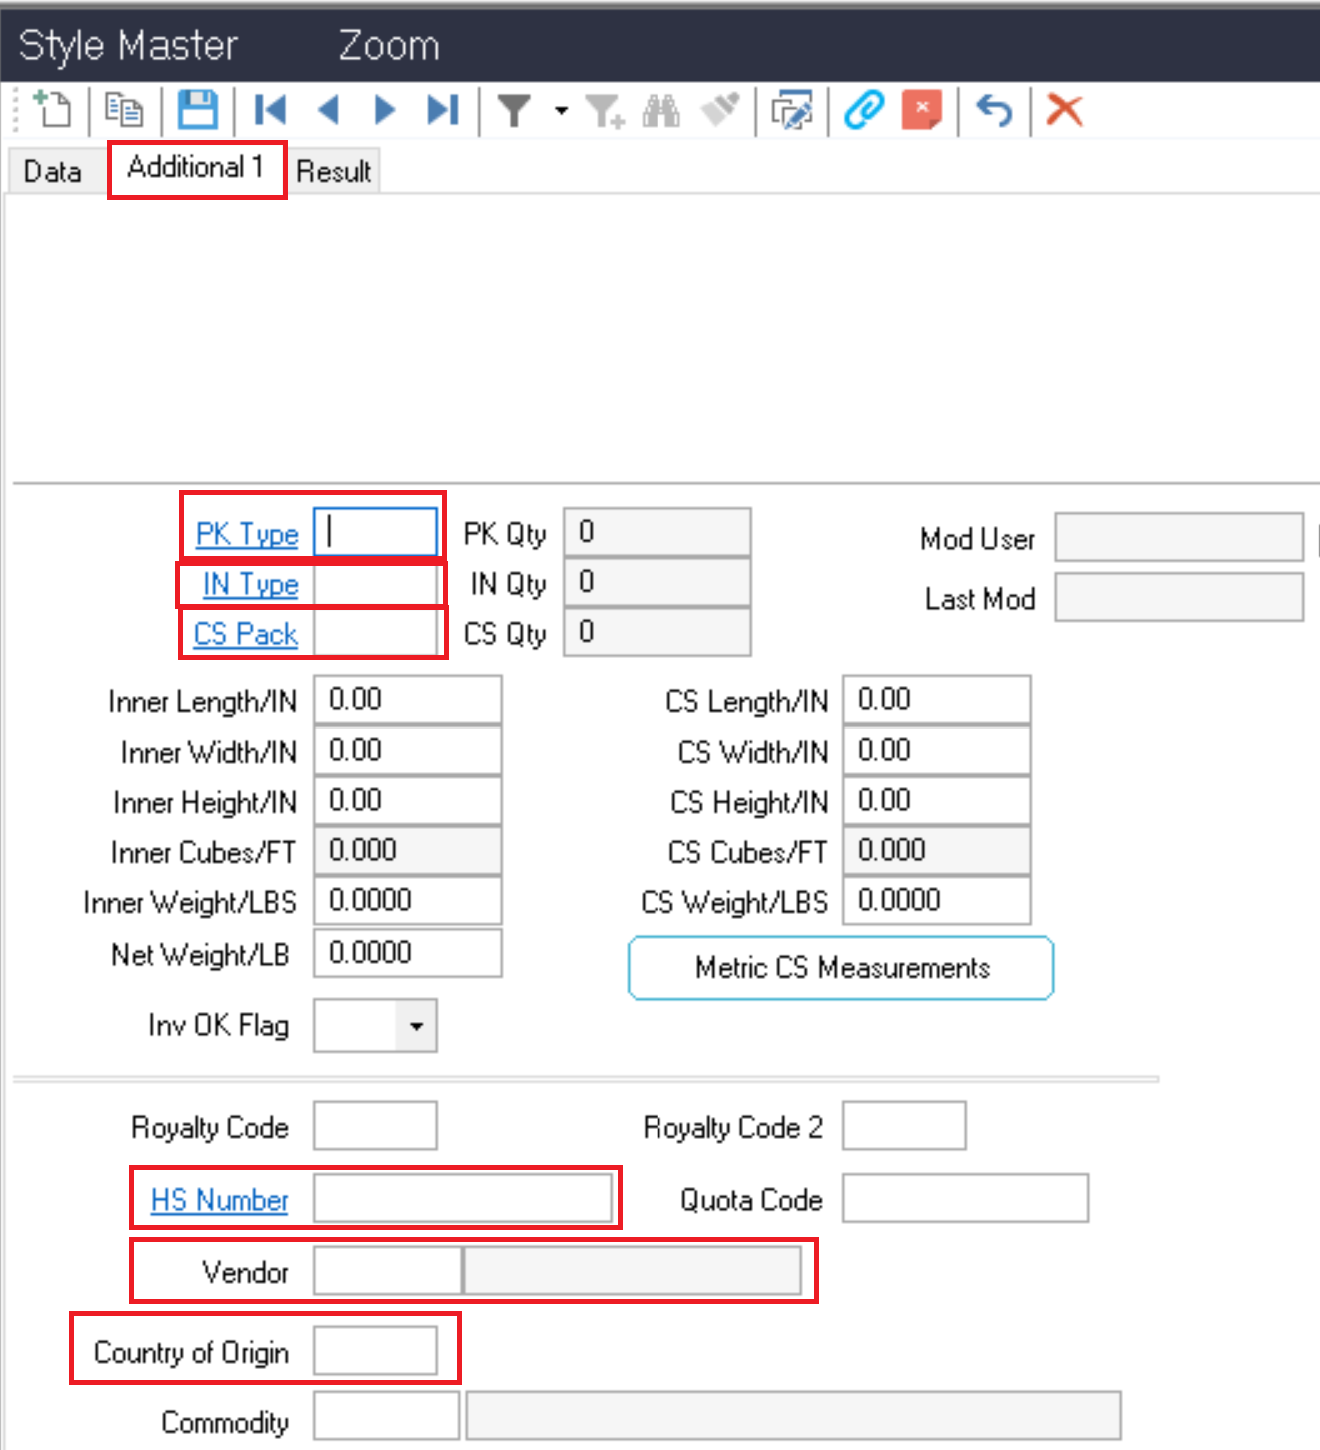 Style Master Zoom
Data Additional 1 Result
PK Type PK Qty 0 Mod User
IN Type IN Qty 0 Last Mod
CS Pack CS Qty 0
Inner Length/IN 0.00 CS Length/IN 0.00
Inner Width/IN 0.00 CS Width/IN 0.00
Inner Height/IN 0.00 CS Height/IN 0.00
Inner Cubes/FT 0.000 CS Cubes/FT 0.000
Inner Weight/LBS 0.0000 CS Weight/LBS 0.0000
Net Weight/LB 0.0000 Metric CS Measurements
Inv OK Flag
Royalty Code Royalty Code 2
HS Number Quota Code
Vendor
Country of Origin
Commodity